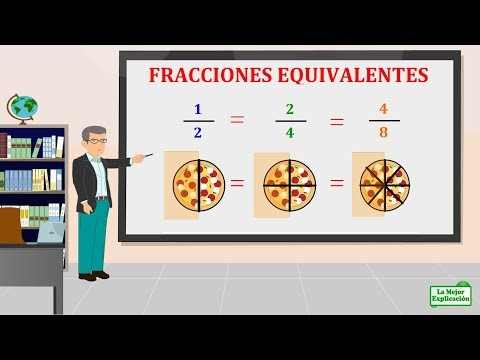 FRACCIONES EQUIVALENTES
1/2 = 2/4 = 4/8
= =
La Mejor
Explicación